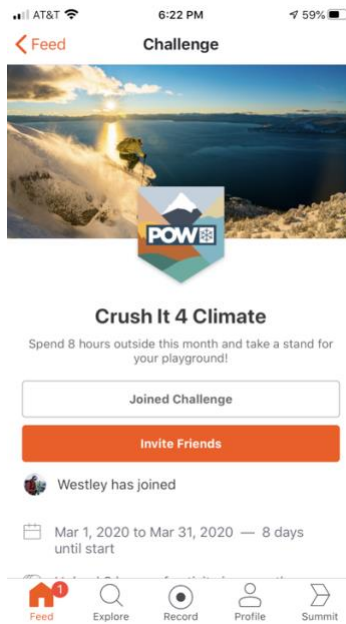 AT&T 6:22 PM 59%
Feed Challenge
POW
Crush It 4 Climate
Spend 8 hours outside this month and take a stand for
your playground!
Joined Challenge
Invite Friends
Westley has joined
Mar 1, 2020 to Mar 31, 2020 — 8 days
until start
1
Feed Explore Record Profile Summit